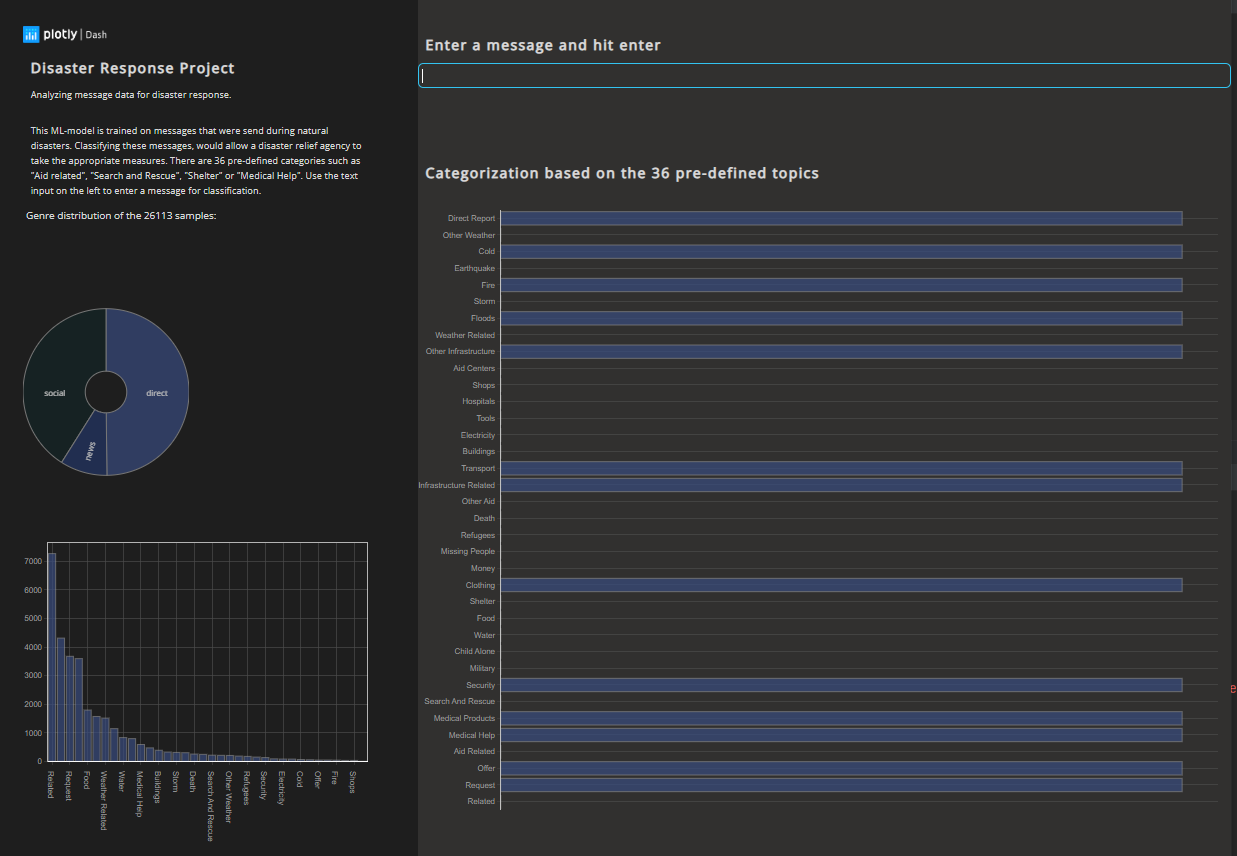 plotly | Dash
Disaster Response Project
Analyzing message data for disaster response.
This ML-model is trained on messages that were send during natural
disasters. Classifying these messages, would allow a disaster relief agency to
take the appropriate measures. There are 36 pre-defined categories such as
"Aid related", "Search and Rescue", "Shelter" or "Medical Help". Use the text
input on the left to enter a message for classification.
Genre distribution of the 26113 samples:
social
direct
news
7000
6000
5000
4000
3000
2000
1000
0
Related
Request
Food
Weather Related
Water
Medical Help
Buildings
Storm
Death
Search And Rescue
Other Weather
Refugees
Security
Electricity
Cold
Offer
Fire
Shops
Enter a message and hit enter
Categorization based on the 36 pre-defined topics
Direct Report
Other Weather
Cold
Earthquake
Fire
Storm
Floods
Weather Related
Other Infrastructure
Aid Centers
Shops
Hospitals
Tools
Electricity
Buildings
Transport
Infrastructure Related
Other Aid
Death
Refugees
Missing People
Money
Clothing
Shelter
Food
Water
Child Alone
Military
Security
Search And Rescue
Medical Products
Medical Help
Aid Related
Offer
Request
Related
e